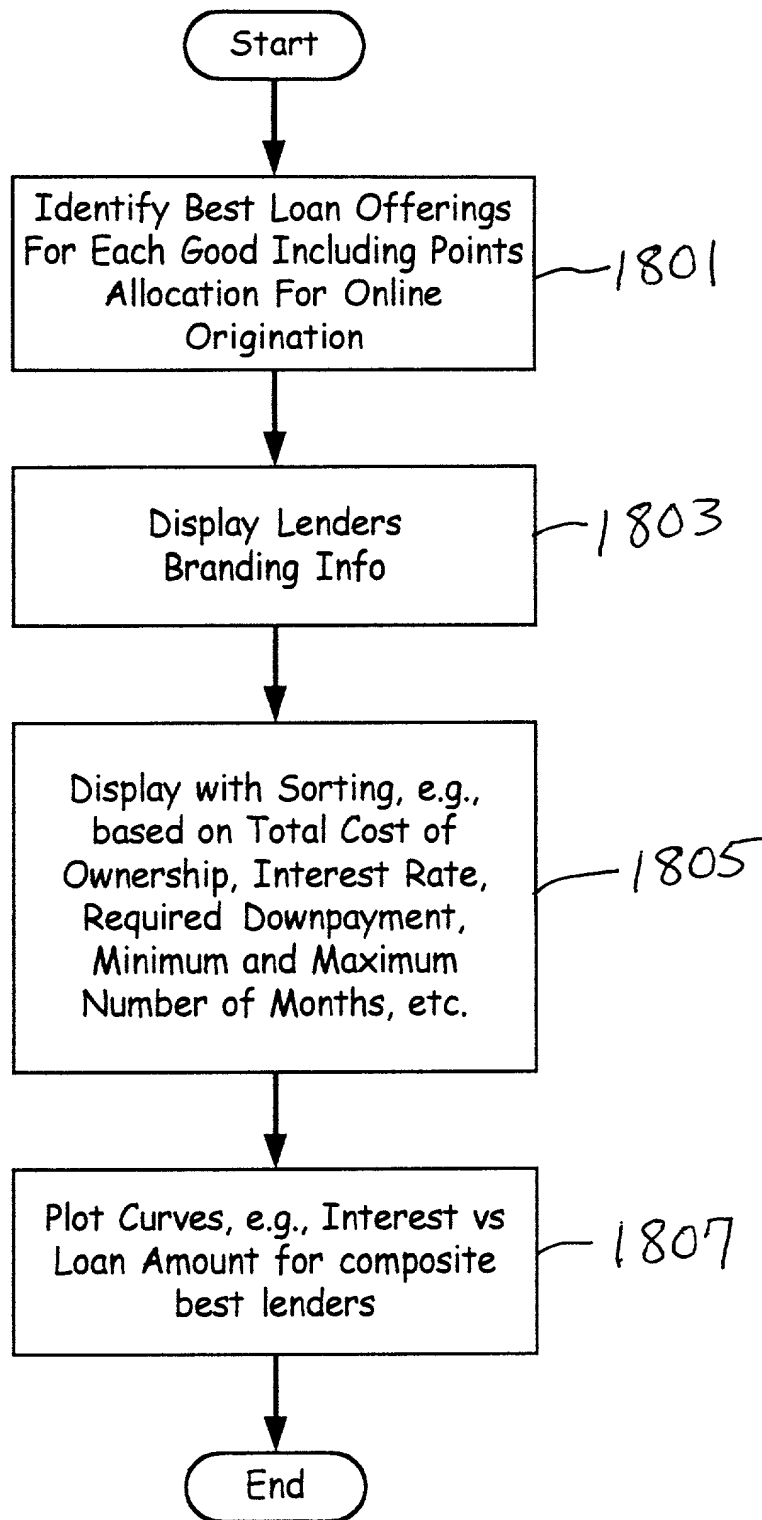 Start
Identify Best Loan Offerings
For Each Good Including Points
Allocation For Online
Origination
1801
Display Lenders
Branding Info
1803
Display with Sorting, e.g.,
based on Total Cost of
Ownership, Interest Rate,
Required Downpayment,
Minimum and Maximum
Number of Months, etc.
1805
Plot Curves, e.g., Interest vs
Loan Amount for composite
best lenders
1807
End